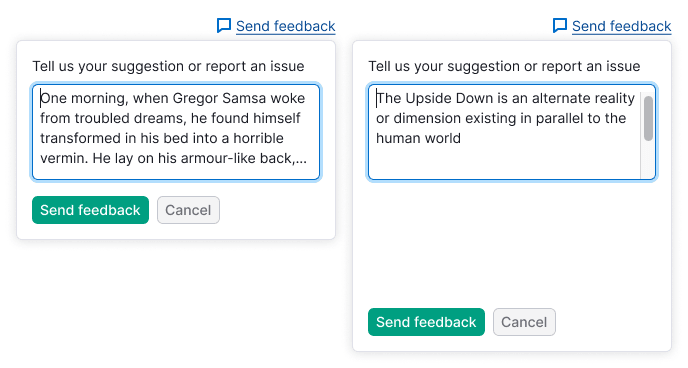 Send feedback
Tell us your suggestion or report an issue
One morning, when Gregor Samsa woke
from troubled dreams, he found himself
transformed in his bed into a horrible
vermin. He lay on his armour-like back,...
Send feedback
Cancel
Send feedback
Tell us your suggestion or report an issue
The Upside Down is an alternate reality
or dimension existing in parallel to the
human world
Send feedback
Cancel